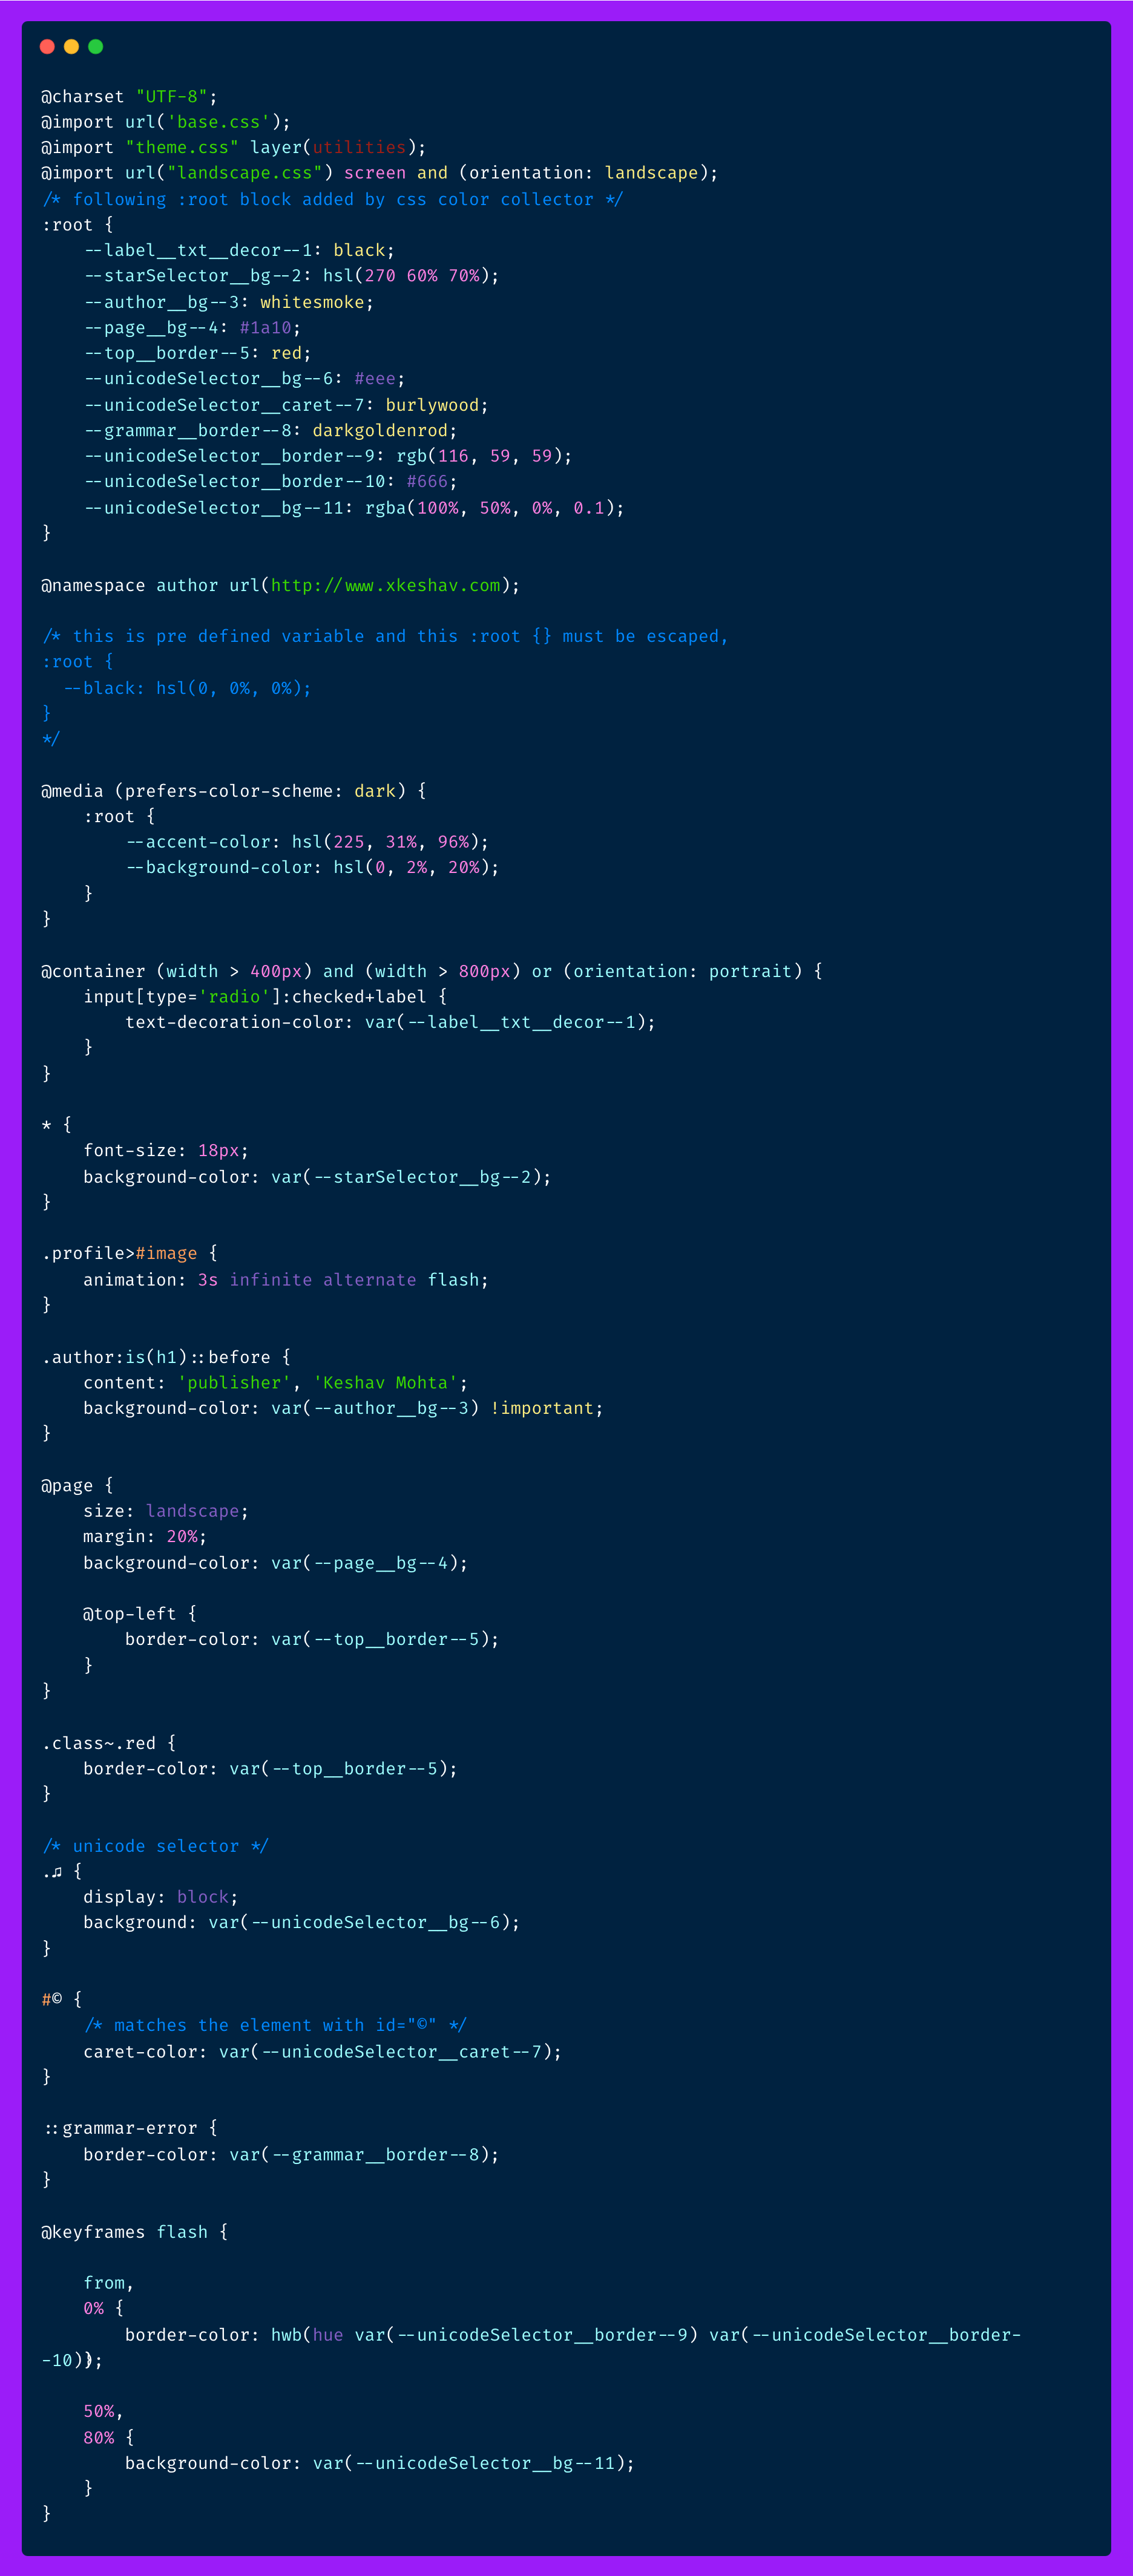 @charset "UTF-8";
@import url('base.css');
@import "theme.css" layer(utilities);
@import url("landscape.css") screen and (orientation: landscape);
/* following :root block added by css color collector */
:root {
    --label__txt__decor--1: black;
    --starSelector__bg--2: hsl(270 60% 70%);
    --author__bg--3: whitesmoke;
    --page__bg--4: #1a10;
    --top__border--5: red;
    --unicodeSelector__bg--6: #eee;
    --unicodeSelector__caret--7: burlywood;
    --grammar__border--8: darkgoldenrod;
    --unicodeSelector__border--9: rgb(116, 59, 59);
    --unicodeSelector__border--10: #666;
    --unicodeSelector__bg--11: rgba(100%, 50%, 0%, 0.1);
}

@namespace author url(http://www.xkeshav.com);

/* this is pre defined variable and this :root {} must be escaped,
:root {
  --black: hsl(0, 0%, 0%);
}
*/

@media (prefers-color-scheme: dark) {
    :root {
        --accent-color: hsl(225, 31%, 96%);
        --background-color: hsl(0, 2%, 20%);
    }
}

@container (width > 400px) and (width > 800px) or (orientation: portrait) {
    input[type='radio']:checked+label {
        text-decoration-color: var(--label__txt__decor--1);
    }
}

* {
    font-size: 18px;
    background-color: var(--starSelector__bg--2);
}

.profile>#image {
    animation: 3s infinite alternate flash;
}

.author:is(h1)::before {
    content: 'publisher', 'Keshav Mohta';
    background-color: var(--author__bg--3) !important;
}

@page {
    size: landscape;
    margin: 20%;
    background-color: var(--page__bg--4);

    @top-left {
        border-color: var(--top__border--5);
    }
}

.class~.red {
    border-color: var(--top__border--5);
}

/* unicode selector */
.♫ {
    display: block;
    background: var(--unicodeSelector__bg--6);
}

#© {
    /* matches the element with id="©" */
    caret-color: var(--unicodeSelector__caret--7);
}

::grammar-error {
    border-color: var(--grammar__border--8);
}

@keyframes flash {

    from,
    0% {
        border-color: hwb(hue var(--unicodeSelector__border--9) var(--unicodeSelector__border-
-10));
    }

    50%,
    80% {
        background-color: var(--unicodeSelector__bg--11);
    }
}